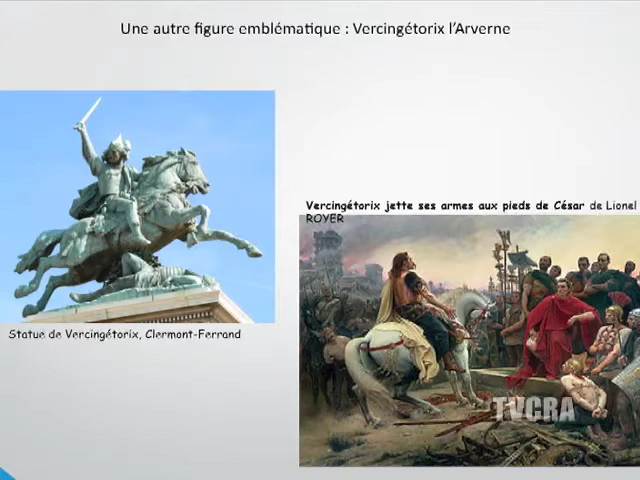 Une autre figure emblématique : Vercingétorix l’Arverne
Vercingétorix jette ses armes aux pieds de César de Lionel
ROYER
Statue de Vercingétorix, Clermont-Ferrand
TVCRA